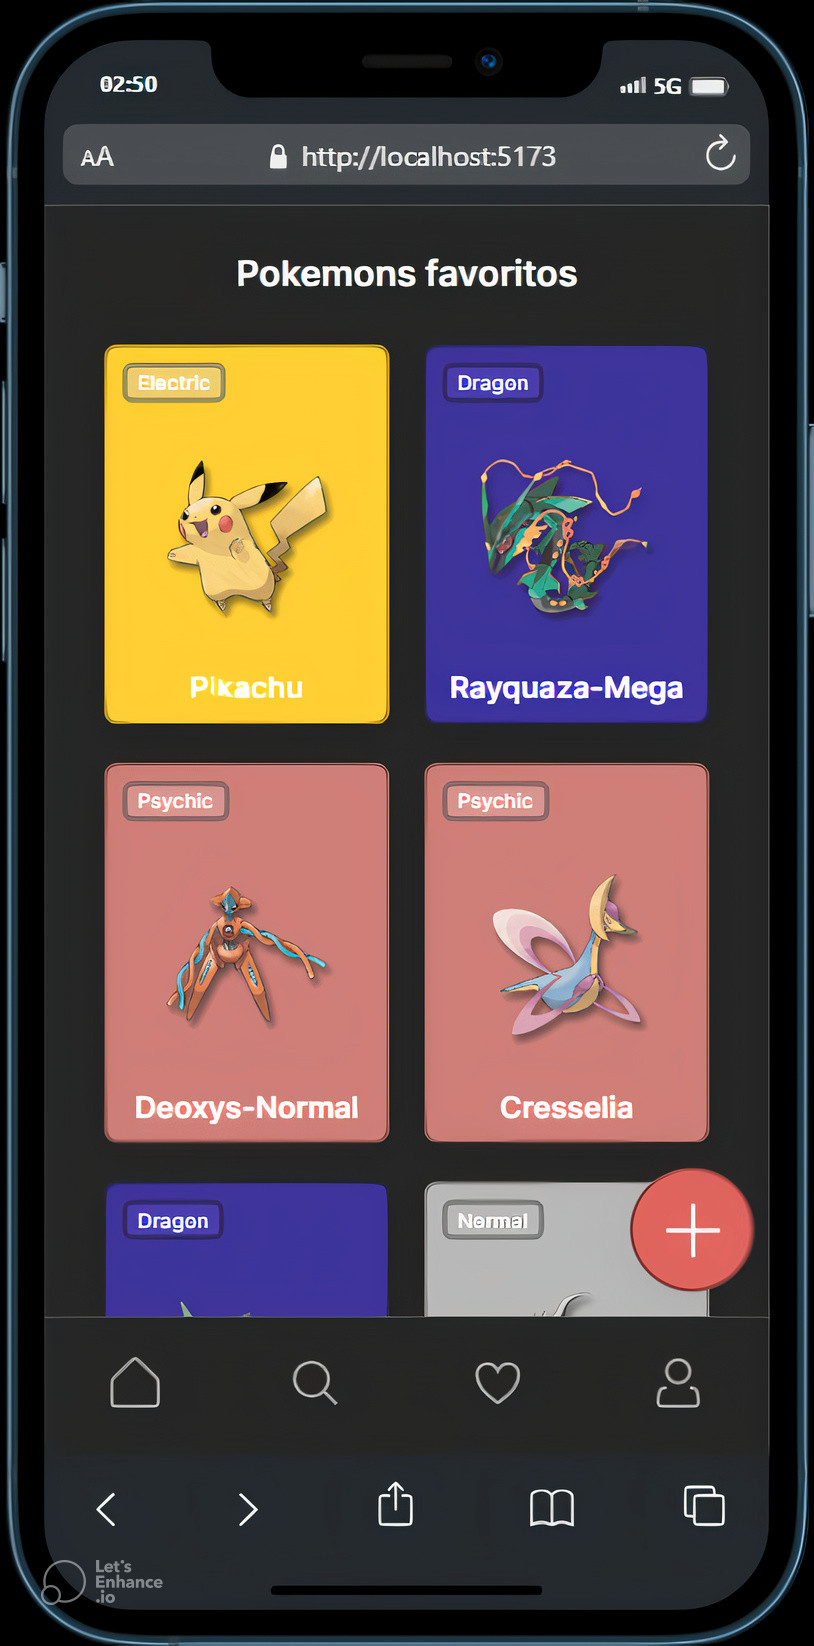 02:50
5G
AA
http://localhost:5173
Pokemons favoritos
Electric
Dragon
Pikachu
Rayquaza-Mega
Psychic
Psychic
Deoxys-Normal
Cresselia
Dragon
Normal
Let's
Enhance
.io